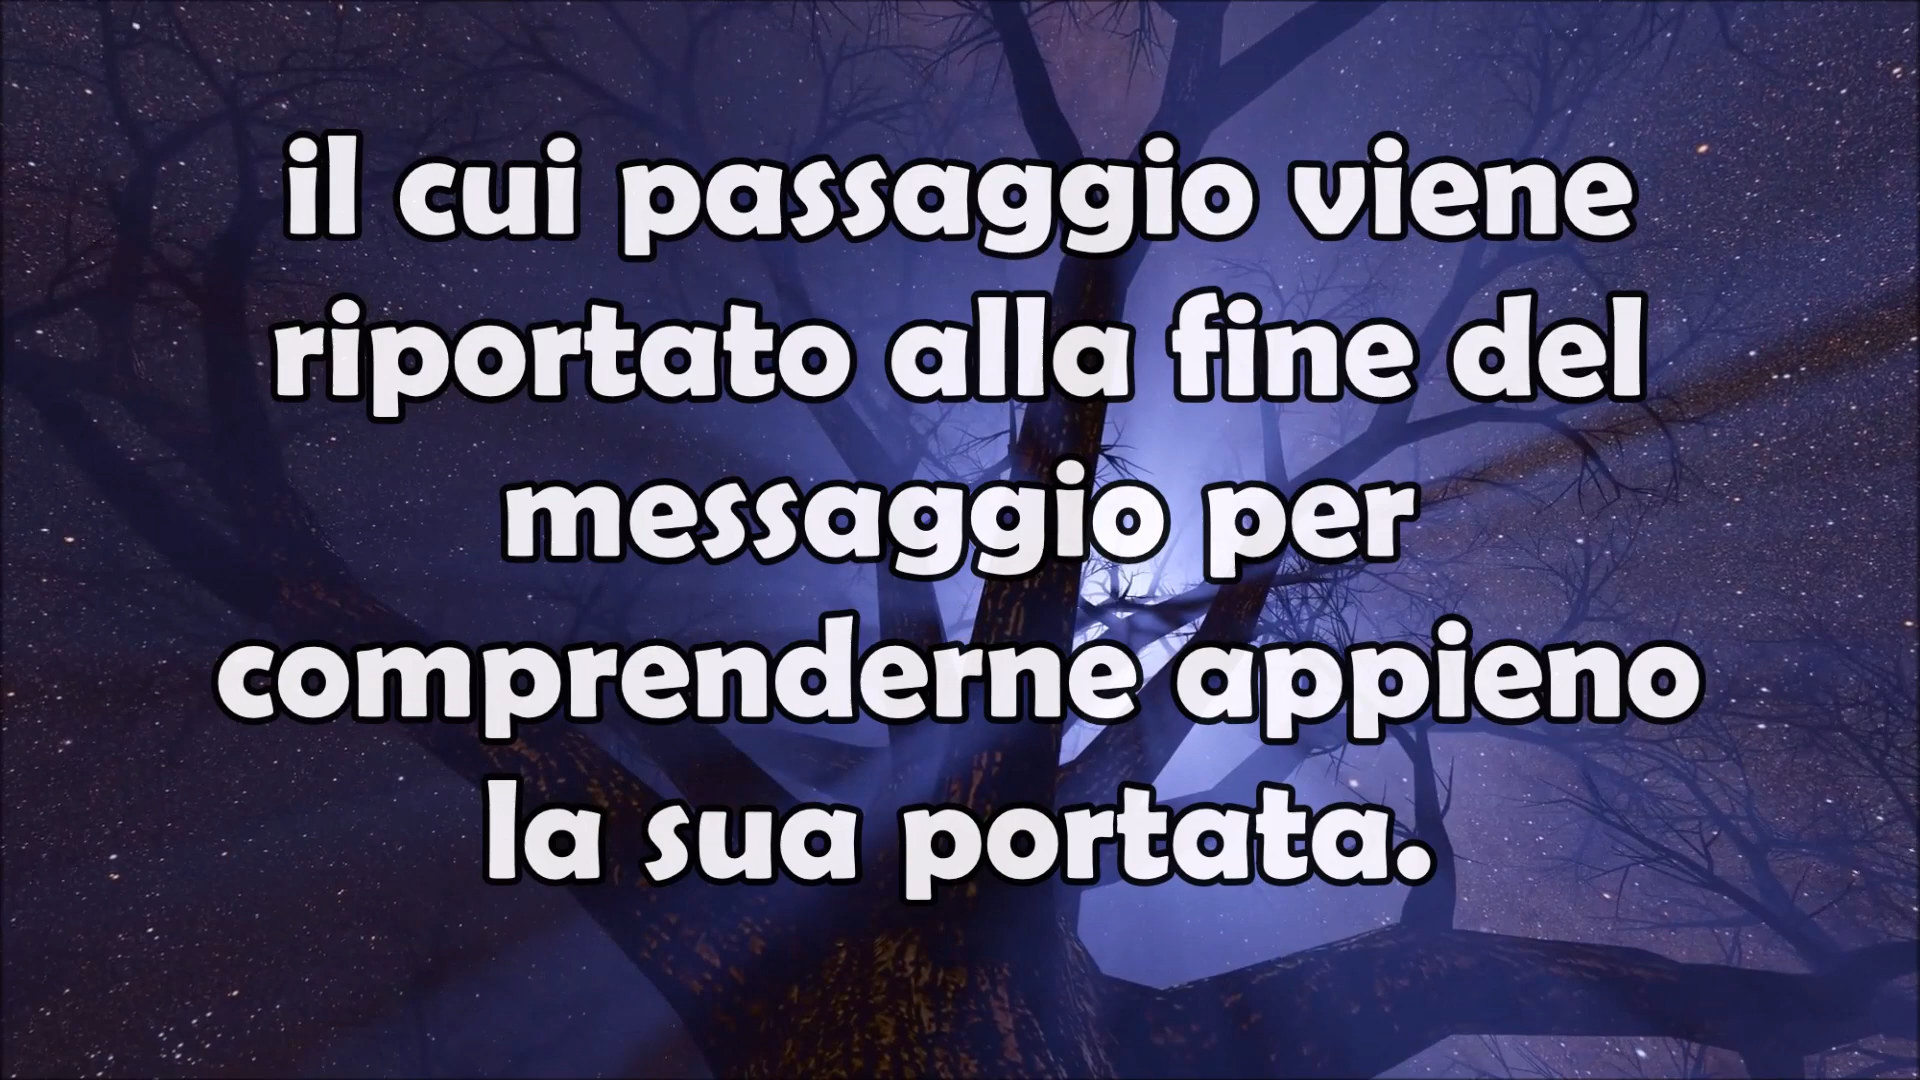 il cui passaggio viene
riportato alla fine del
messaggio per
comprenderne appieno
la sua portata.